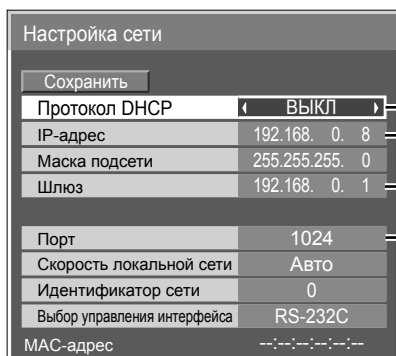 Настройка сети
Сохранить
Протокол DHCP ВЫКЛ
IP-адрес 192.168. 0. 8
Маска подсети 255.255.255. 0
Шлюз 192.168. 0. 1
Порт 1024
Скорость локальной сети Авто
Идентификатор сети 0
Выбор управления интерфейса RS-232C
MAC-адрес --:--:--:--:--:--